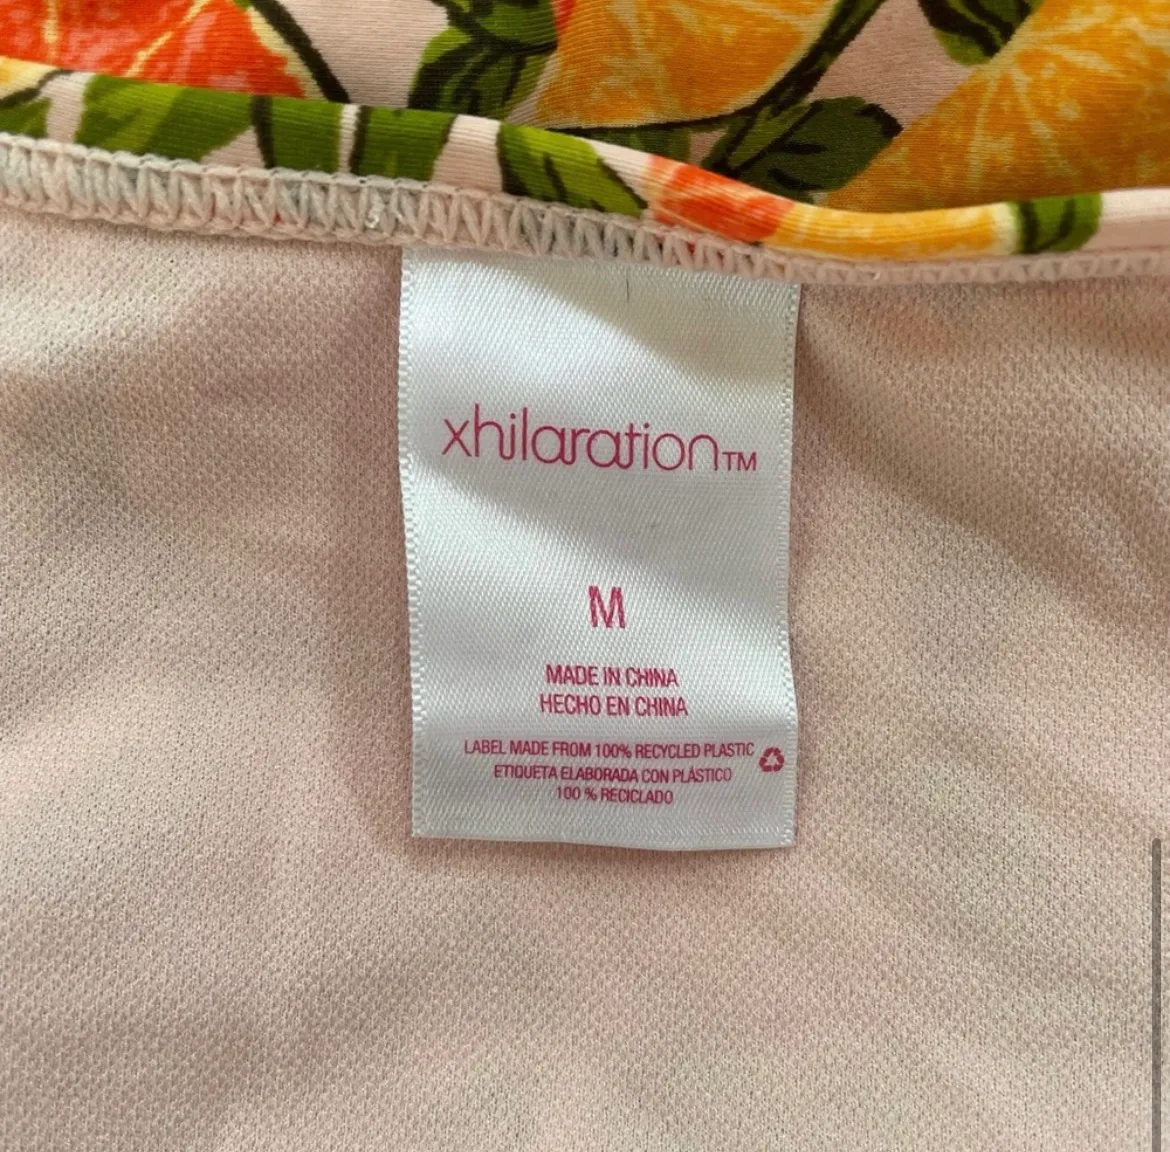 xhilaration™
M
MADE IN CHINA
HECHO EN CHINA
LABEL MADE FROM 100% RECYCLED PLASTIC
ETIQUETA ELABORADA CON PLÁSTICO
100 % RECICLADO